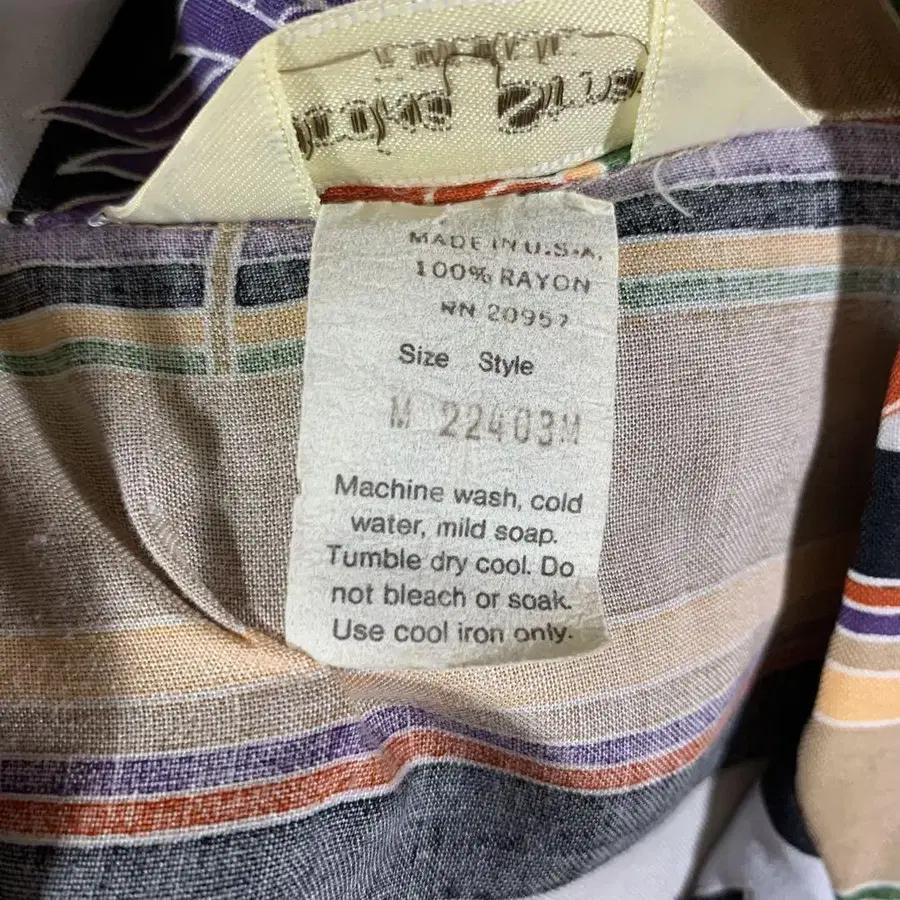 MADE IN U.S.A.
100% RAYON
RN 20957
Size Style
M 22403M
Machine wash, cold
water, mild soap.
Tumble dry cool. Do
not bleach or soak.
Use cool iron only.